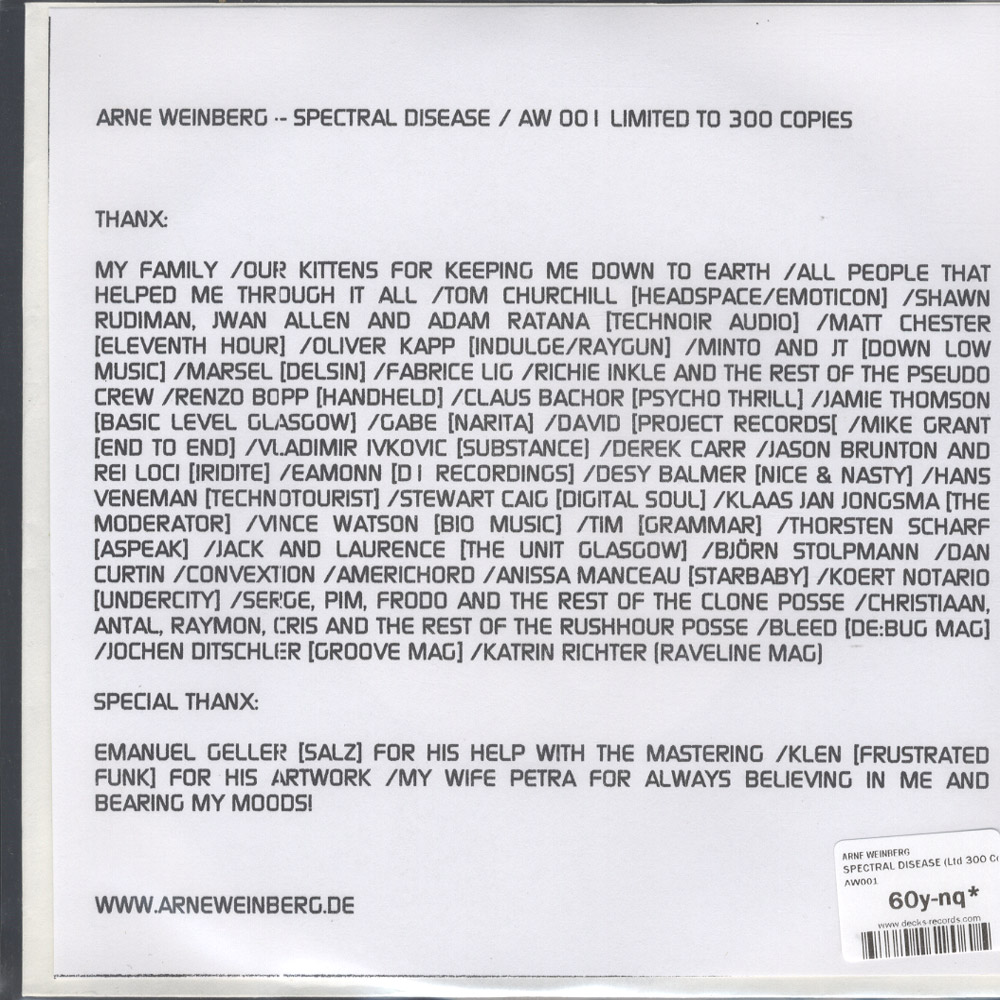 ARNE WEINBERG -- SPECTRAL DISEASE / AW 001 LIMITED TO 300 COPIES
THANX:
MY FAMILY /OUR KITTENS FOR KEEPING ME DOWN TO EARTH /ALL PEOPLE THAT
HELPED ME THROUGH IT ALL /TOM CHURCHILL [HEADSPACE/EMOTICON] /SHAWN
RUDIMAN, JWAN ALLEN AND ADAM RATANA [TECHNOIR AUDIO] /MATT CHESTER
[ELEVENTH HOUR] /OLIVER KAPP [INDULGE/RAYGUN] /MINTO AND JT [DOWN LOW
MUSIC] /MARSEL [DELSIN] /FABRICE LIG /RICHIE INKLE AND THE REST OF THE PSEUDO
CREW /RENZO BOPP [HANDHELD] /CLAUS BACHOR [PSYCHO THRILL] /JAMIE THOMSON
[BASIC LEVEL GLASGOW] /GABE [NARITA] /DAVID [PROJECT RECORDS[ /MIKE GRANT
[END TO END] /VLADIMIR IVKOVIC [SUBSTANCE] /DEREK CARR /JASON BRUNTON AND
REI LOCI [IRIDITE] /EAMONN [D1 RECORDINGS] /DESY BALMER [NICE & NASTY] /HANS
VENEMAN [TECHNOTOURIST] /STEWART CAIG [DIGITAL SOUL] /KLAAS JAN JONGSMA [THE
MODERATOR] /VINCE WATSON [BIO MUSIC] /TIM [GRAMMAR] /THORSTEN SCHARF
[ASPEAK] /JACK AND LAURENCE [THE UNIT GLASGOW] /BJÖRN STOLPMANN /DAN
CURTIN /CONVEXTION /AMERICHORD /ANISSA MANCEAU [STARBABY] /KOERT NOTARIO
[UNDERCITY] /SERGE, PIM, FRODO AND THE REST OF THE CLONE POSSE /CHRISTIAAN,
ANTAL, RAYMON, CRIS AND THE REST OF THE RUSHHOUR POSSE /BLEED [DE:BUG MAG]
/JOCHEN DITSCHLER [GROOVE MAG] /KATRIN RICHTER (RAVELINE MAG)
SPECIAL THANX:
EMANUEL GELLER [SALZ] FOR HIS HELP WITH THE MASTERING /KLEN [FRUSTRATED
FUNK] FOR HIS ARTWORK /MY WIFE PETRA FOR ALWAYS BELIEVING IN ME AND
BEARING MY MOODS!
WWW.ARNEWEINBERG.DE
ARNE WEINBERG
SPECTRAL DISEASE (Ltd 300 Co
AW001
60y-nq*
www.decks-records.com